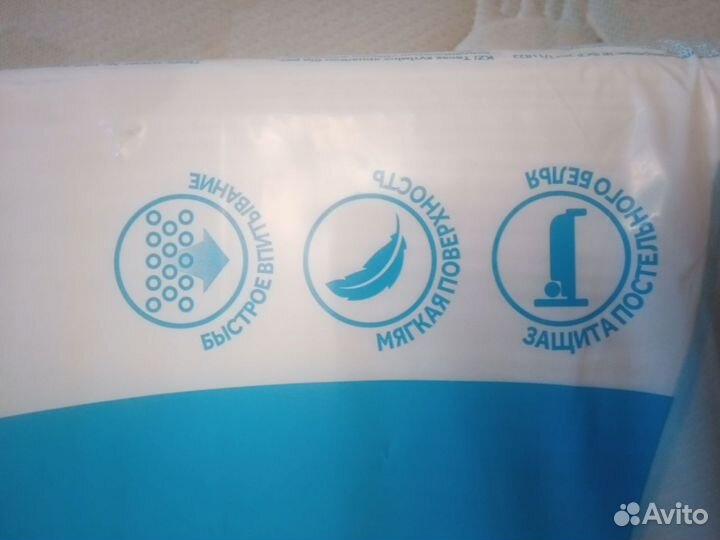 БЫСТРОЕ ВПИТЫВАНИЕ
МЯГКАЯ ПОВЕРХНОСТЬ
ЗАЩИТА ПОСТЕЛЬНОГО БЕЛЬЯ
Avito